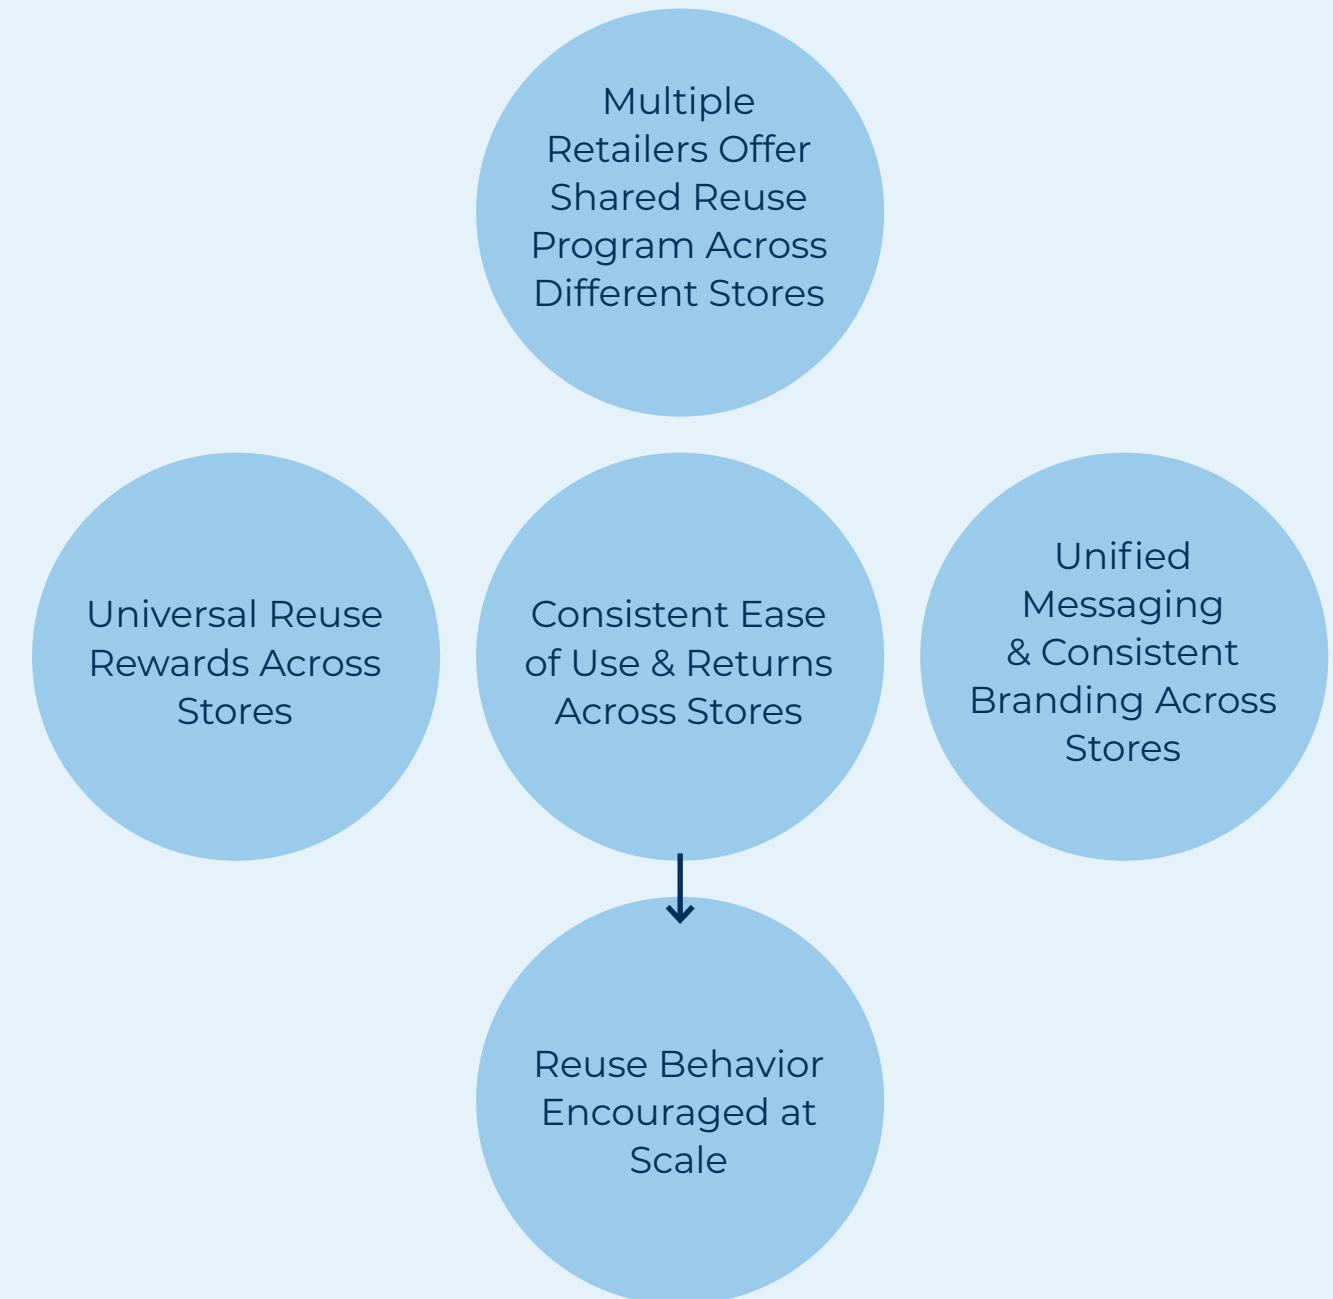 Multiple
Retailers Offer
Shared Reuse
Program Across
Different Stores
Universal Reuse
Rewards Across
Stores
Consistent Ease
of Use & Returns
Across Stores
Unified
Messaging
& Consistent
Branding Across
Stores
Reuse Behavior
Encouraged at
Scale